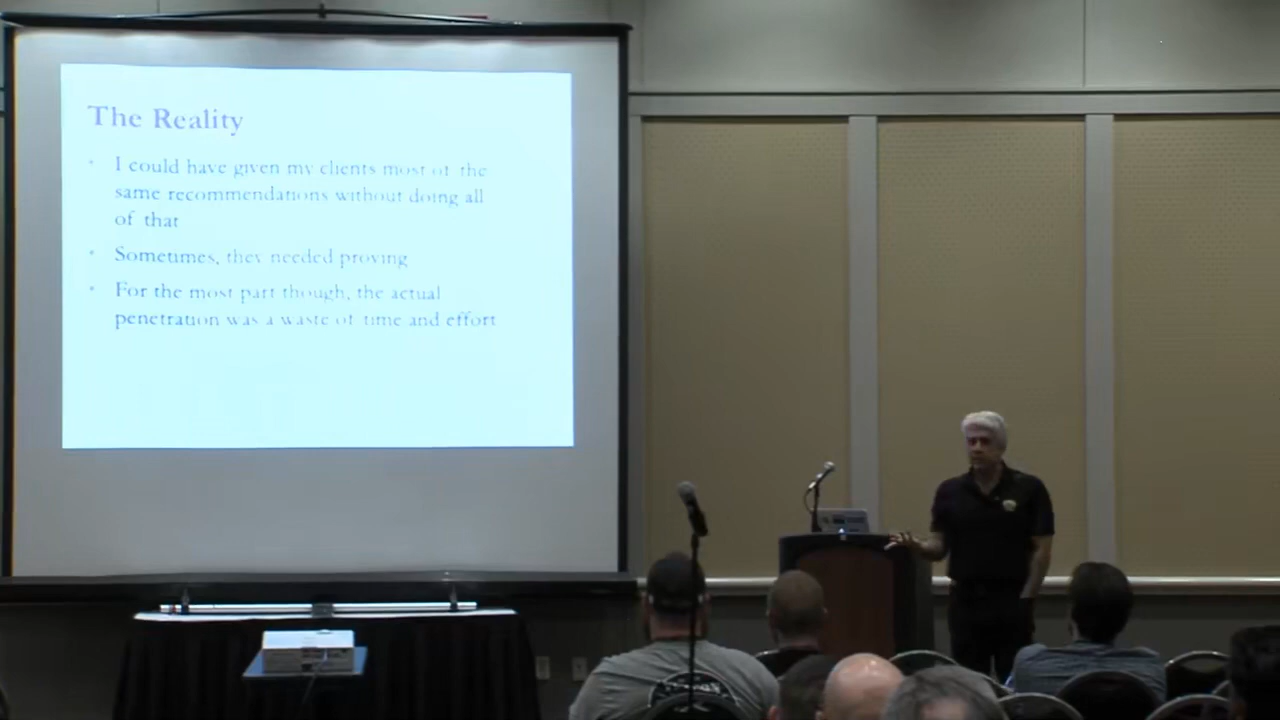 The Reality
• I could have given my clients most of the
same recommendations without doing all
of that
• Sometimes, they needed proving
• For the most part though, the actual
penetration was a waste of time and effort